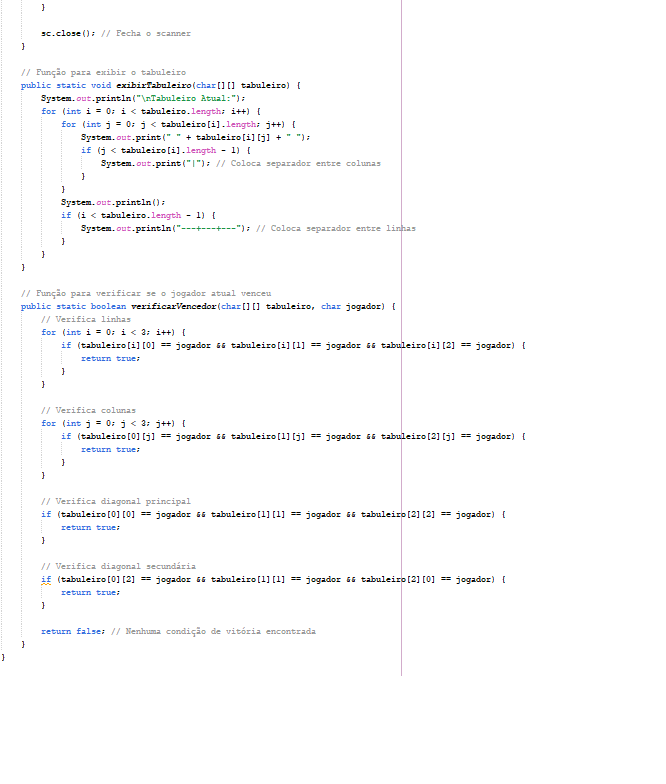 }
sc.close(); // Fecha o scanner
}
// Função para exibir o tabuleiro
public static void exibirTabuleiro(char[][] tabuleiro) {
System.out.println("\nTabuleiro Atual:");
for (int i = 0; i < tabuleiro.length; i++) {
for (int j = 0; j < tabuleiro[i].length; j++) {
System.out.print(" " + tabuleiro[i][j] + " ");
if (j < tabuleiro[i].length - 1) {
System.out.print("|"); // Coloca separador entre colunas
}
}
System.out.println();
if (i < tabuleiro.length - 1) {
System.out.println("---+---+---"); // Coloca separador entre linhas
}
}
}
// Função para verificar se o jogador atual venceu
public static boolean verificarVencedor(char[][] tabuleiro, char jogador) {
// Verifica linhas
for (int i = 0; i < 3; i++) {
if (tabuleiro[i][0] == jogador && tabuleiro[i][1] == jogador && tabuleiro[i][2] == jogador) {
return true;
}
}
// Verifica colunas
for (int j = 0; j < 3; j++) {
if (tabuleiro[0][j] == jogador && tabuleiro[1][j] == jogador && tabuleiro[2][j] == jogador) {
return true;
}
}
// Verifica diagonal principal
if (tabuleiro[0][0] == jogador && tabuleiro[1][1] == jogador && tabuleiro[2][2] == jogador) {
return true;
}
// Verifica diagonal secundária
if (tabuleiro[0][2] == jogador && tabuleiro[1][1] == jogador && tabuleiro[2][0] == jogador) {
return true;
}
return false; // Nenhuma condição de vitória encontrada
}
}